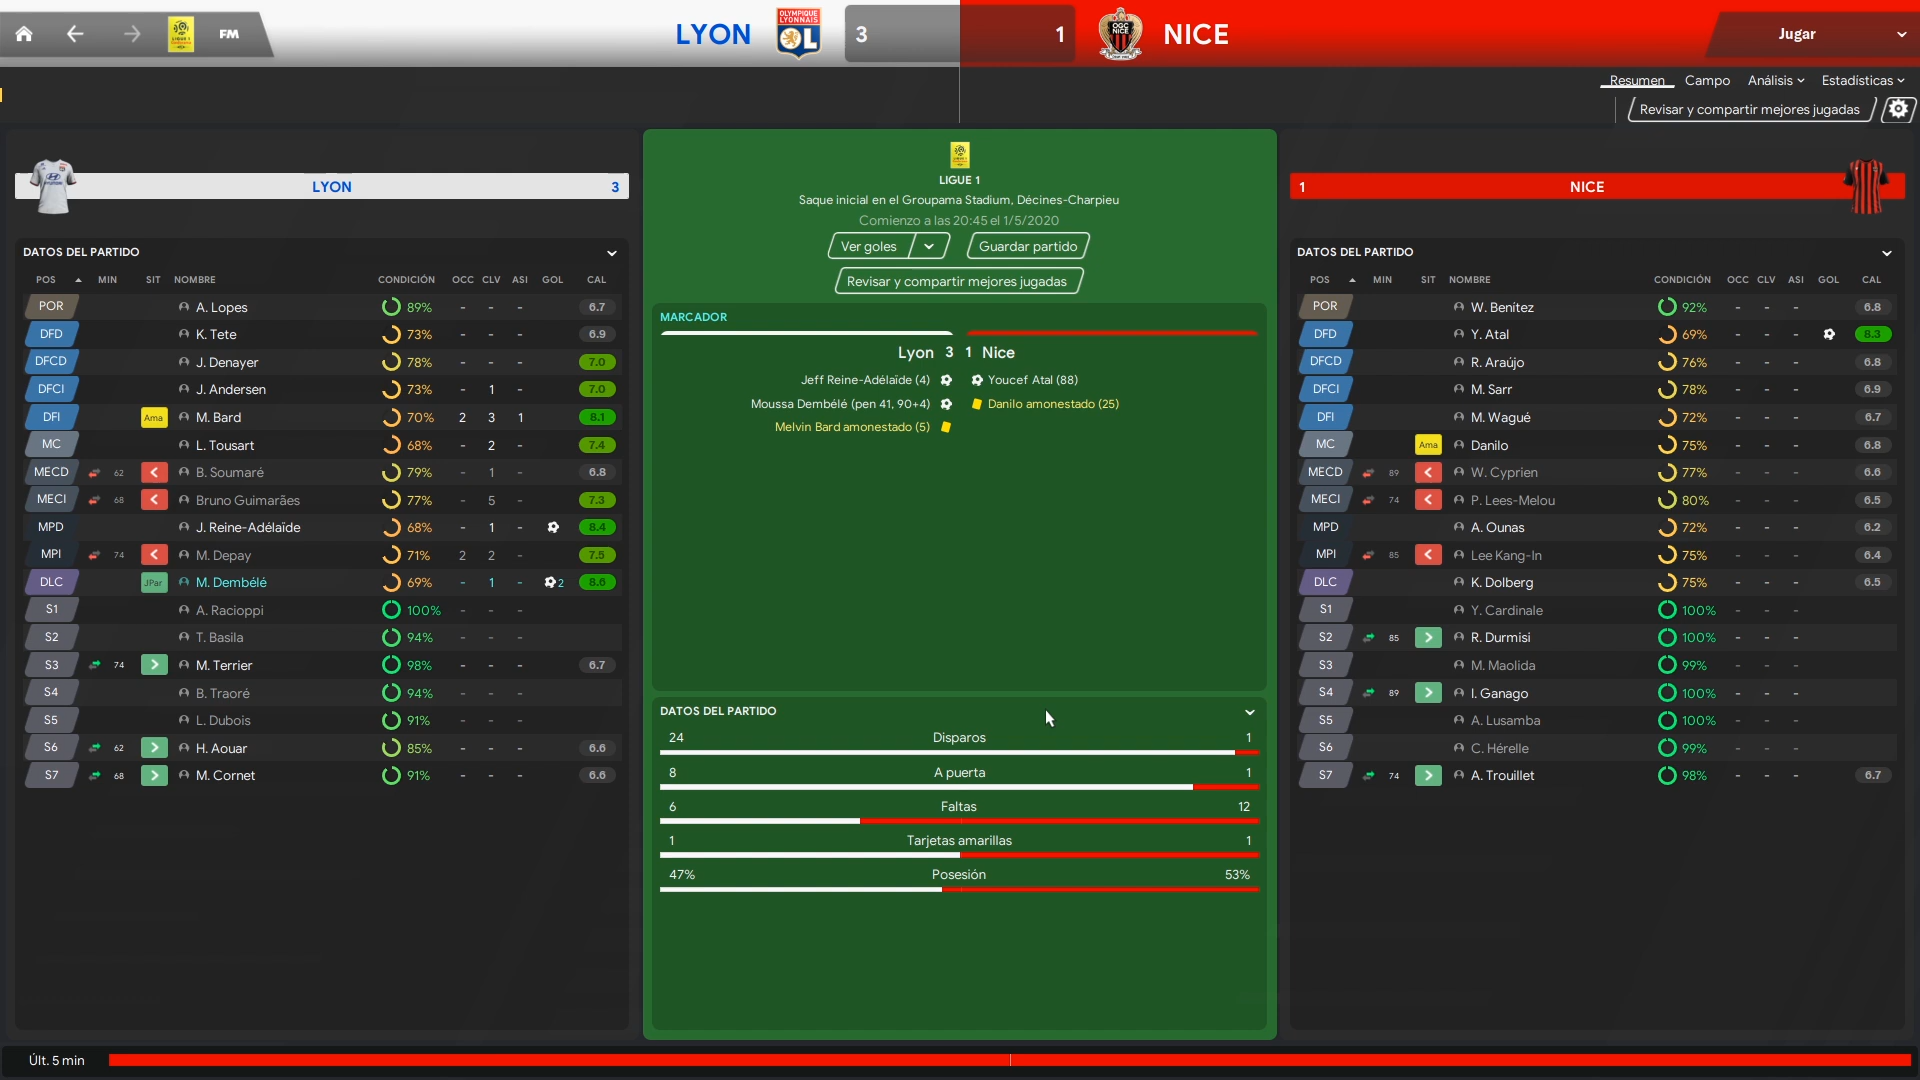 FM
LYON 3 1 NICE
Jugar
Resumen Campo Análisis Estadísticas
Revisar y compartir mejores jugadas
LYON 3
DATOS DEL PARTIDO
POS MIN SIT NOMBRE CONDICIÓN OCC CLV ASI GOL CAL
POR A. Lopes 89% - - - 6.7
DFD K. Tete 73% - - - 6.9
DFCD J. Denayer 78% - - - 7.0
DFCI J. Andersen 73% - 1 - 7.0
DFI Ama M. Bard 70% 2 3 1 8.1
MC L. Tousart 68% - 2 - 7.4
MECD 62 B. Soumaré 79% - 1 - 6.8
MECI 68 Bruno Guimarães 77% - 5 - 7.3
MPD J. Reine-Adélaïde 68% - 1 - 8.4
MPI 74 M. Depay 71% 2 2 - 7.5
DLC JPar M. Dembélé 69% - 1 - 2 8.6
S1 A. Racioppi 100% - - -
S2 T. Basila 94% - - -
S3 74 M. Terrier 98% - - - 6.7
S4 B. Traoré 94% - - -
S5 L. Dubois 91% - - -
S6 62 H. Aouar 85% - - - 6.6
S7 68 M. Cornet 91% - - - 6.6
LIGUE 1
Saque inicial en el Groupama Stadium, Décines-Charpieu
Comienzo a las 20:45 el 1/5/2020
Ver goles Guardar partido
Revisar y compartir mejores jugadas
MARCADOR
Lyon 3 1 Nice
Jeff Reine-Adélaïde (4) Youcef Atal (88)
Moussa Dembélé (pen 41, 90+4) Danilo amonestado (25)
Melvin Bard amonestado (5)
DATOS DEL PARTIDO
24 Disparos 1
8 A puerta 1
6 Faltas 12
1 Tarjetas amarillas 1
47% Posesión 53%
1 NICE
DATOS DEL PARTIDO
POS MIN SIT NOMBRE CONDICIÓN OCC CLV ASI GOL CAL
POR W. Benítez 92% - - - 6.8
DFD Y. Atal 69% - - - 8.3
DFCD R. Araújo 76% - - - 6.8
DFCI M. Sarr 78% - - - 6.9
DFI M. Wagué 72% - - - 6.7
MC Ama Danilo 75% - - - 6.8
MECD 89 W. Cyprien 77% - - - 6.6
MECI 74 P. Lees-Melou 80% - - - 6.5
MPD A. Ounas 72% - - - 6.2
MPI 85 Lee Kang-In 75% - - - 6.4
DLC K. Dolberg 75% - - - 6.5
S1 Y. Cardinale 100% - - -
S2 85 R. Durmisi 100% - - -
S3 M. Maolida 99% - - -
S4 89 I. Ganago 100% - - -
S5 A. Lusamba 100% - - -
S6 C. Hérelle 99% - - -
S7 74 A. Trouillet 98% - - - 6.7
Últ. 5 min